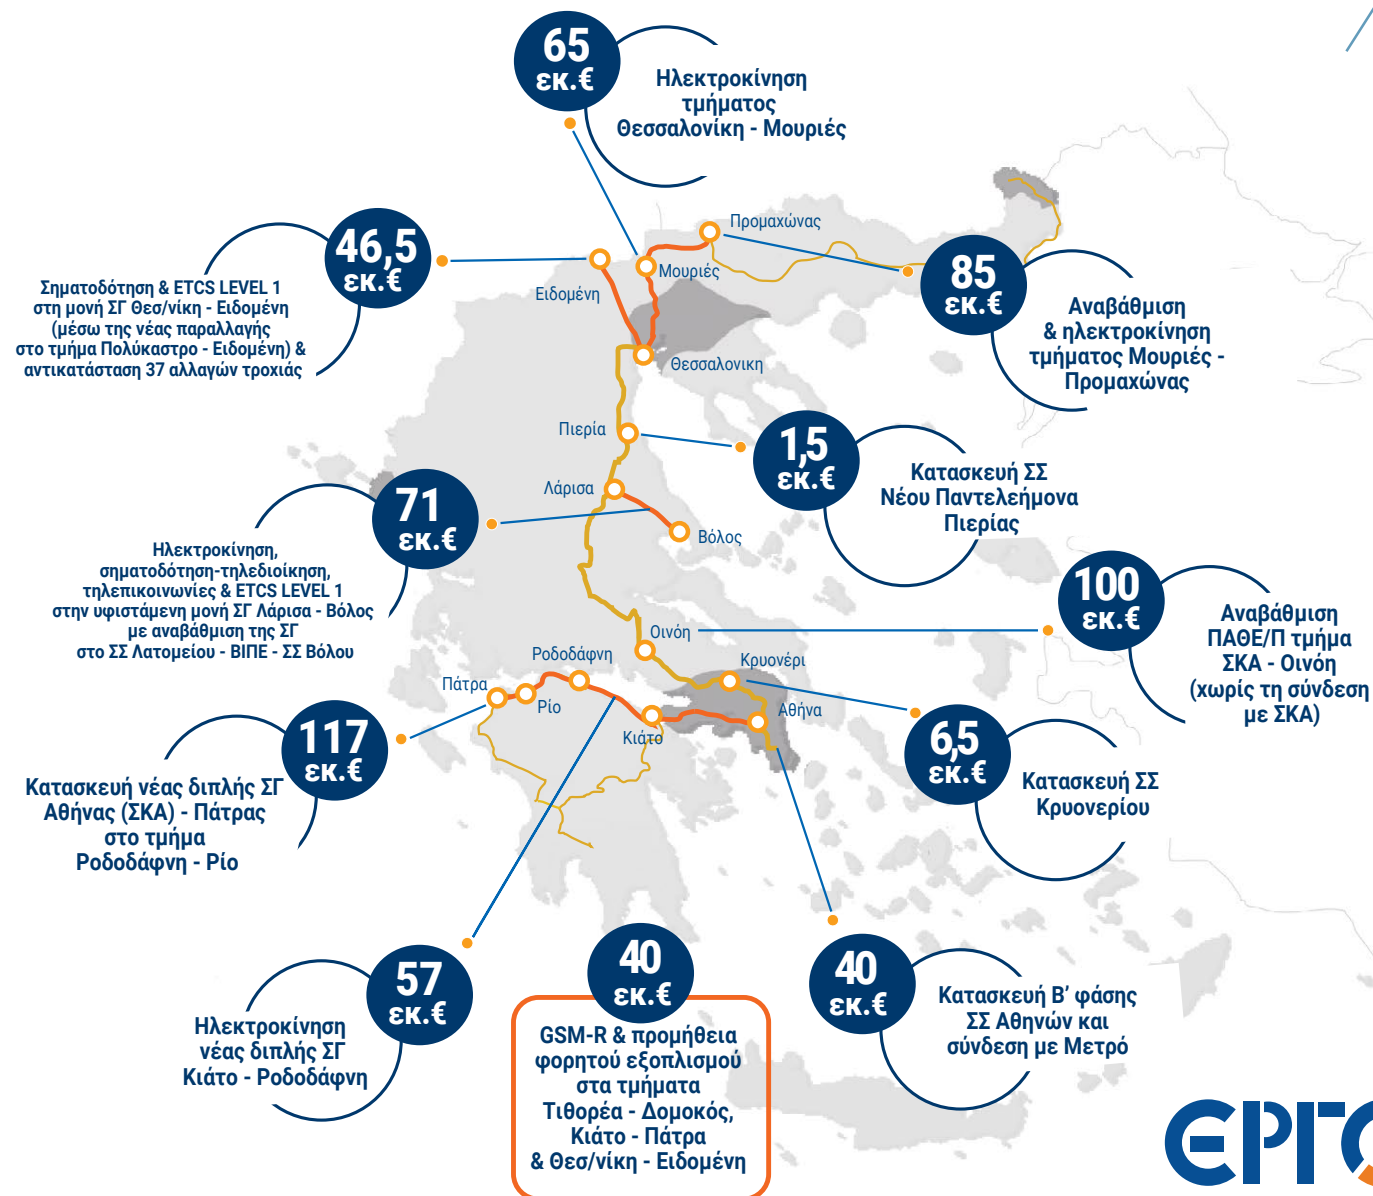 65
εκ.€
Ηλεκτροκίνηση
τμήματος
Θεσσαλονίκη - Μουριές
46,5
εκ.€
Σηματοδότηση & ETCS LEVEL 1
στη μονή ΣΓ Θεσ/νίκη - Ειδομένη
(μέσω της νέας παραλλαγής
στο τμήμα Πολύκαστρο - Ειδομένη) &
αντικατάσταση 37 αλλαγών τροχιάς
Προμαχώνας
Μουριές
Ειδομένη
Θεσσαλονικη
85
εκ.€
Αναβάθμιση
& ηλεκτροκίνηση
τμήματος Μουριές -
Προμαχώνας
Πιερία
1,5
εκ.€
Κατασκευή ΣΣ
Νέου Παντελεήμονα
Πιερίας
Λάρισα
Βόλος
71
εκ.€
Ηλεκτροκίνηση,
σηματοδότηση-τηλεδιοίκηση,
τηλεπικοινωνίες & ETCS LEVEL 1
στην υφιστάμενη μονή ΣΓ Λάρισα - Βόλος
με αναβάθμιση της ΣΓ
στο ΣΣ Λατομείου - ΒΙΠΕ - ΣΣ Βόλου
100
εκ.€
Αναβάθμιση
ΠΑΘΕ/Π τμήμα
ΣΚΑ - Οινόη
(χωρίς τη σύνδεση
με ΣΚΑ)
Οινόη
Ροδοδάφνη
Κρυονέρι
Πάτρα
Ρίο
Κιάτο
Αθήνα
117
εκ.€
Κατασκευή νέας διπλής ΣΓ
Αθήνας (ΣΚΑ) - Πάτρας
στο τμήμα
Ροδοδάφνη - Ρίο
6,5
εκ.€
Κατασκευή ΣΣ
Κρυονερίου
57
εκ.€
Ηλεκτροκίνηση
νέας διπλής ΣΓ
Κιάτο - Ροδοδάφνη
40
εκ.€
GSM-R & προμήθεια
φορητού εξοπλισμού
στα τμήματα
Τιθορέα - Δομοκός,
Κιάτο - Πάτρα
& Θεσ/νίκη - Ειδομένη
40
εκ.€
Κατασκευή Β’ φάσης
ΣΣ Αθηνών και
σύνδεση με Μετρό
ΕΡΓΟ